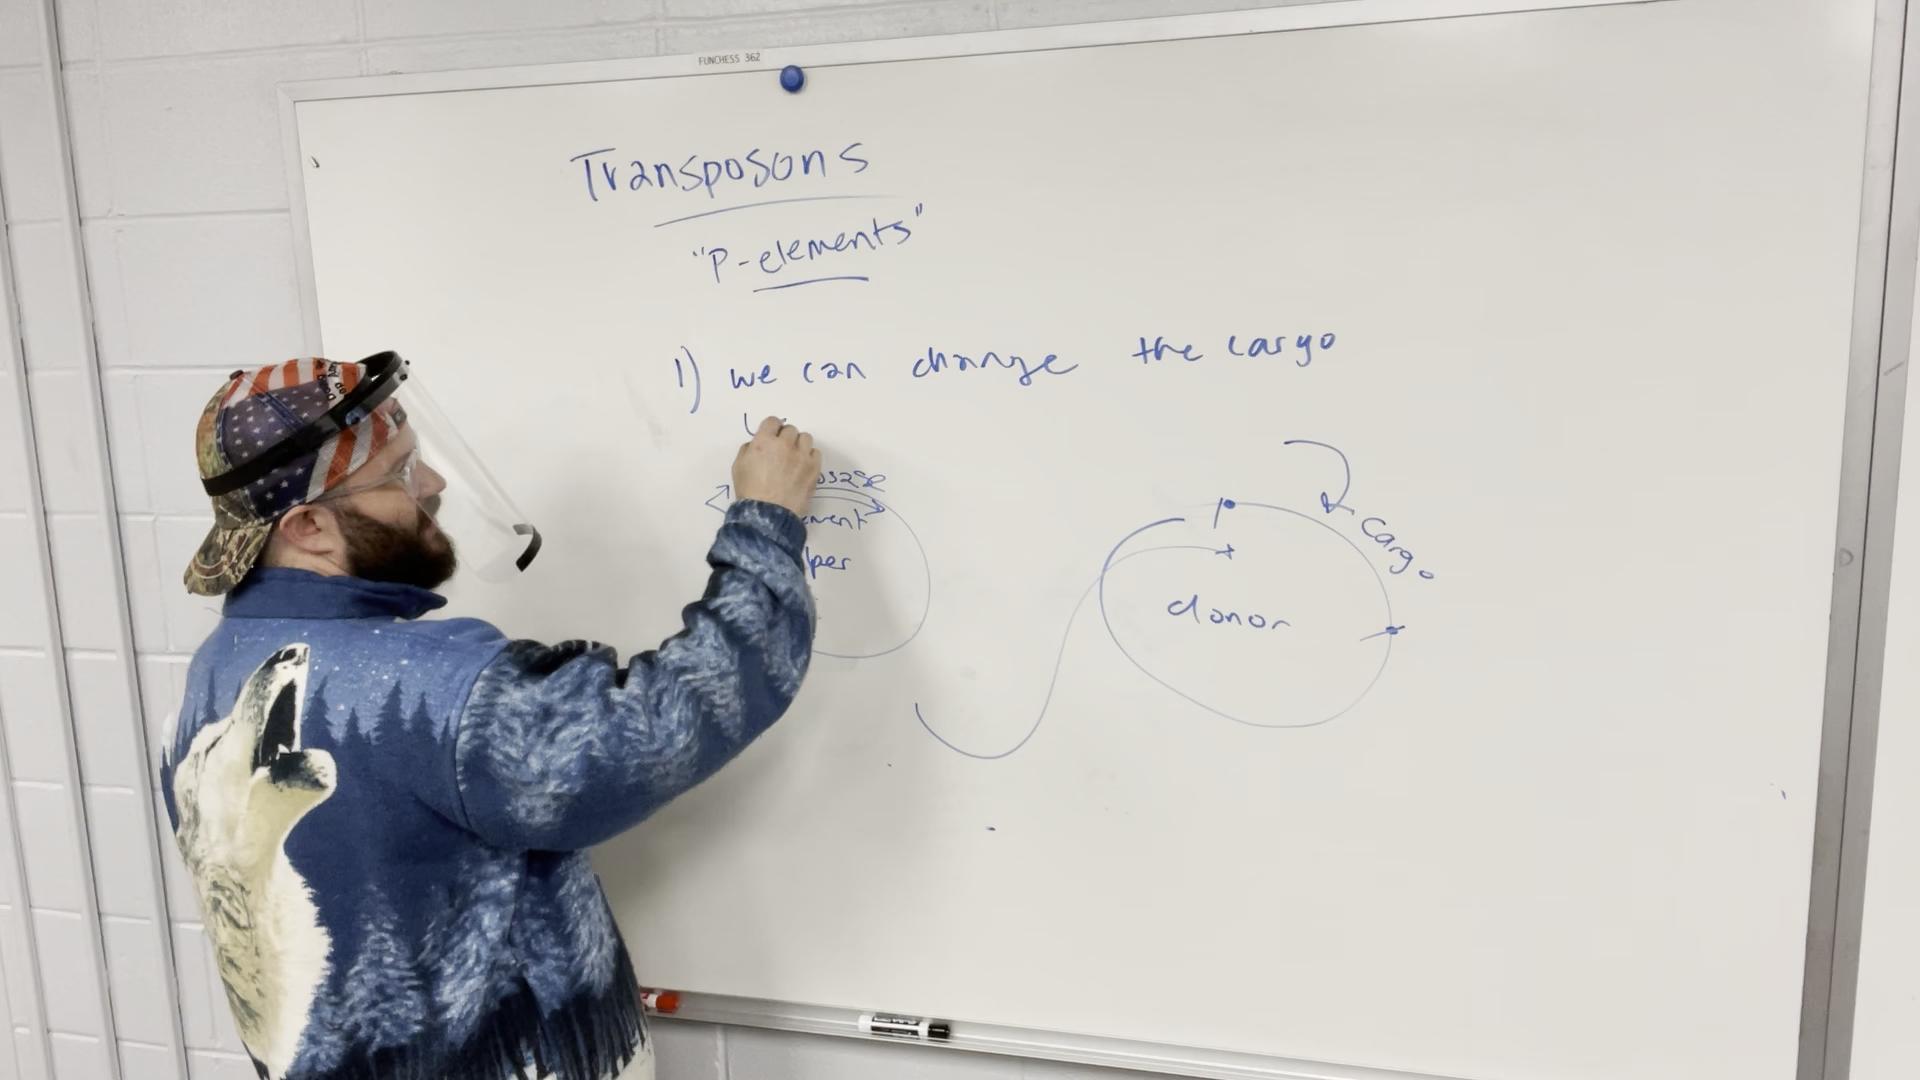 FUNCHESS 362
Transposons
"P-elements"
1) we can change the cargo
cargo
donor